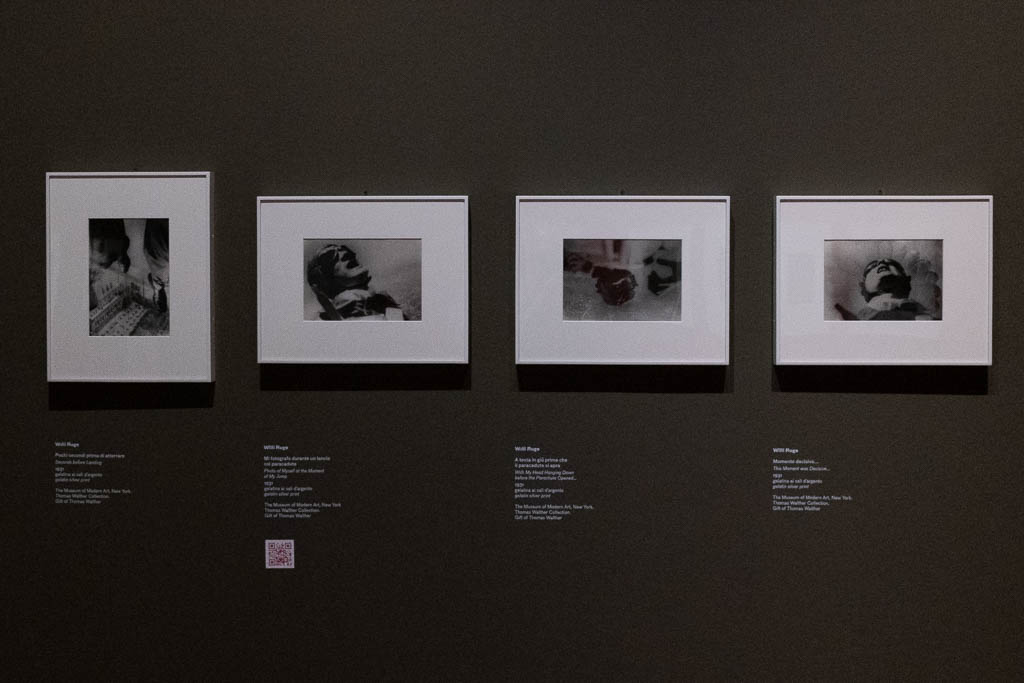 Willi Ruge
Pochi secondi prima di atterrare
Seconds before Landing
1931
gelatina ai sali d'argento
gelatin silver print
The Museum of Modern Art, New York.
Thomas Walther Collection.
Gift of Thomas Walther
Willi Ruge
Mi fotografo durante un lancio
col paracadute
Photo of Myself at the Moment
of My Jump
1931
gelatina ai sali d'argento
gelatin silver print
The Museum of Modern Art, New York
Thomas Walther Collection.
Gift of Thomas Walther
Willi Ruge
A testa in giù prima che
il paracadute si apra
With My Head Hanging Down
before the Parachute Opened...
1931
gelatina ai sali d'argento
gelatin silver print
The Museum of Modern Art, New York.
Thomas Walther Collection.
Gift of Thomas Walther
Willi Ruge
Momento decisivo...
This Moment was Decisive...
1931
gelatina ai sali d'argento
gelatin silver print
The Museum of Modern Art, New York.
Thomas Walther Collection.
Gift of Thomas Walther